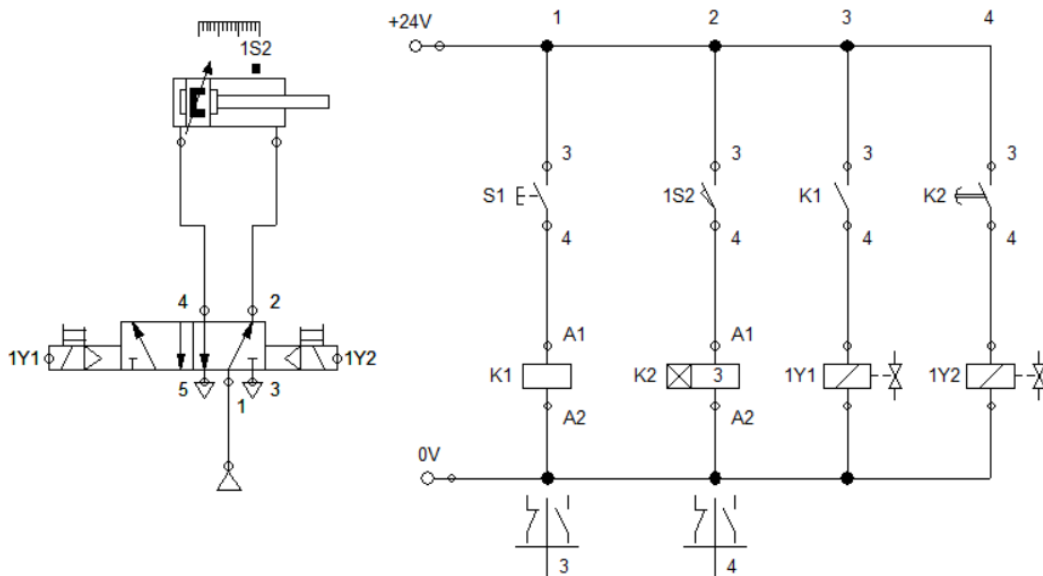 +24V 1 2 3 4
1S2
3 3 3 3
S1 1S2 K1 K2
4 4 4 4
4 2
A1 A1
1Y1 1Y2
K1 K2 3 1Y1 1Y2
5 1 3
A2 A2
0V
3 4